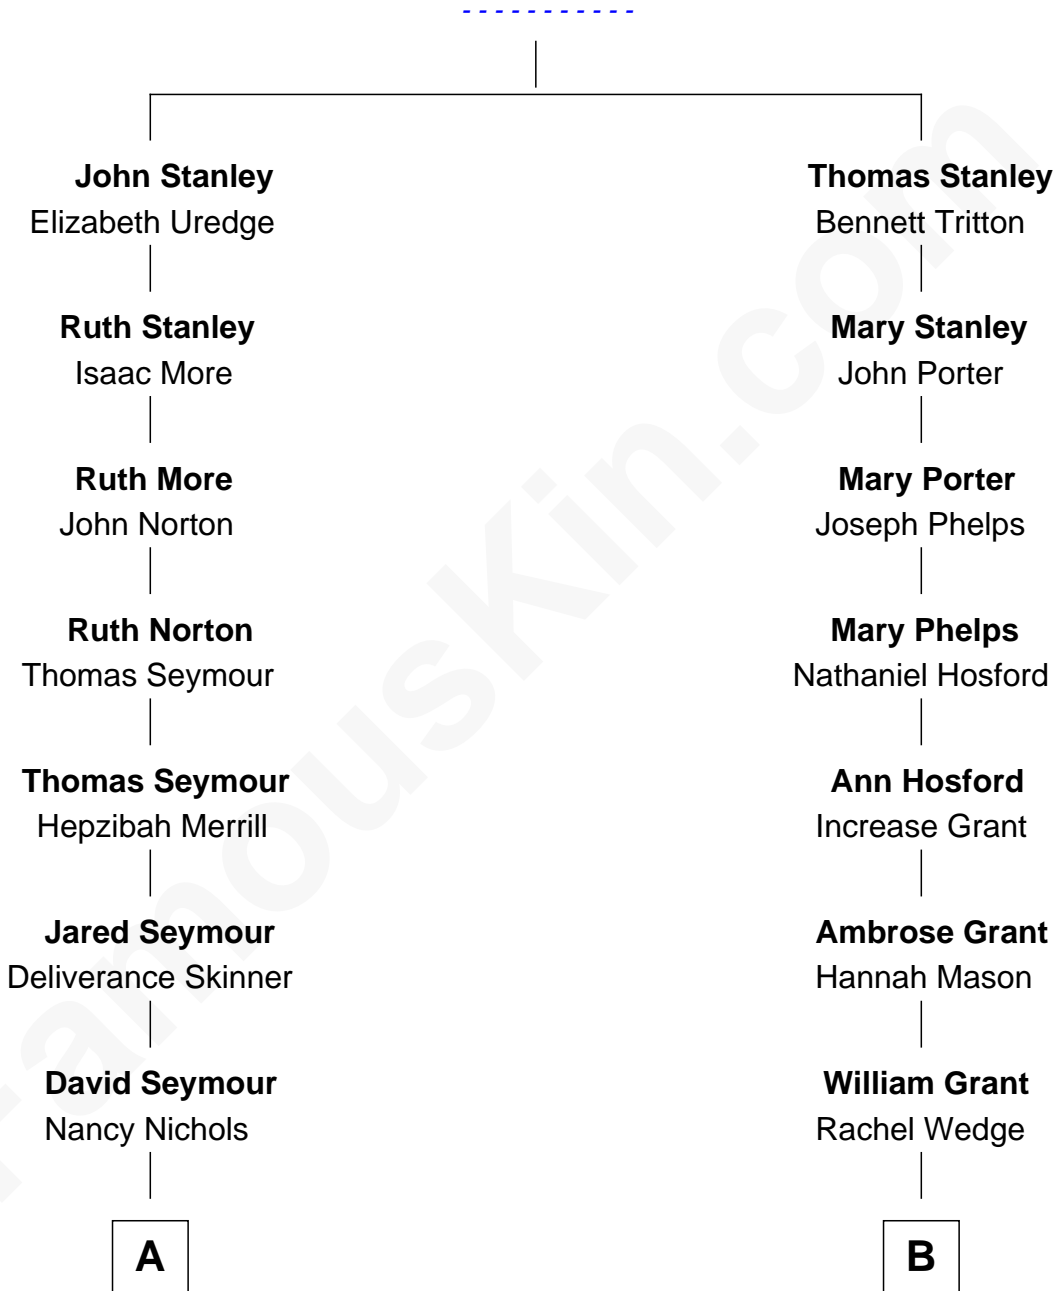 - - - - - - - - - - -
John Stanley
Elizabeth Uredge
Thomas Stanley
Bennett Tritton
Ruth Stanley
Isaac More
Mary Stanley
John Porter
Ruth More
John Norton
Mary Porter
Joseph Phelps
Ruth Norton
Thomas Seymour
Mary Phelps
Nathaniel Hosford
Thomas Seymour
Hepzibah Merrill
Ann Hosford
Increase Grant
Jared Seymour
Deliverance Skinner
Ambrose Grant
Hannah Mason
David Seymour
Nancy Nichols
William Grant
Rachel Wedge
A
B
FamousKin.com